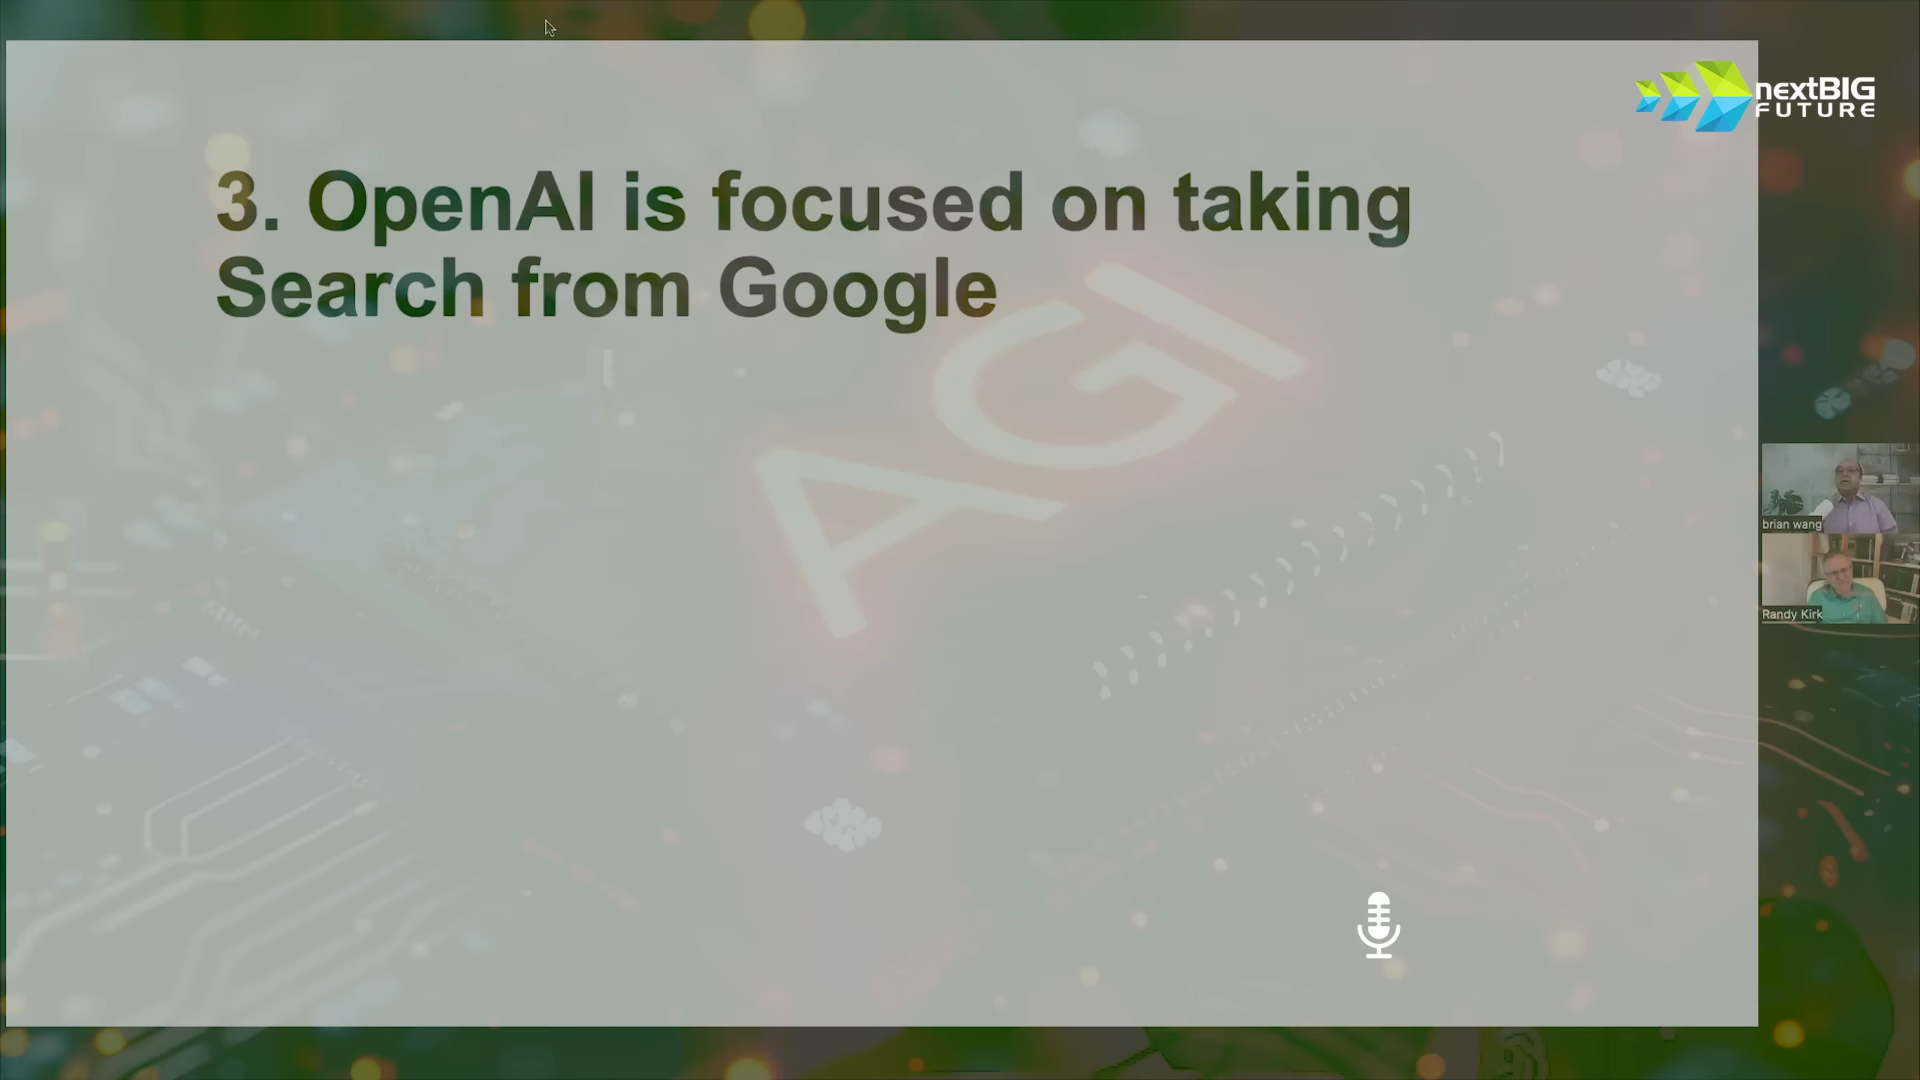 nextBIG
FUTURE
3. OpenAI is focused on taking
Search from Google
AGI
brian wang
Randy Kirk